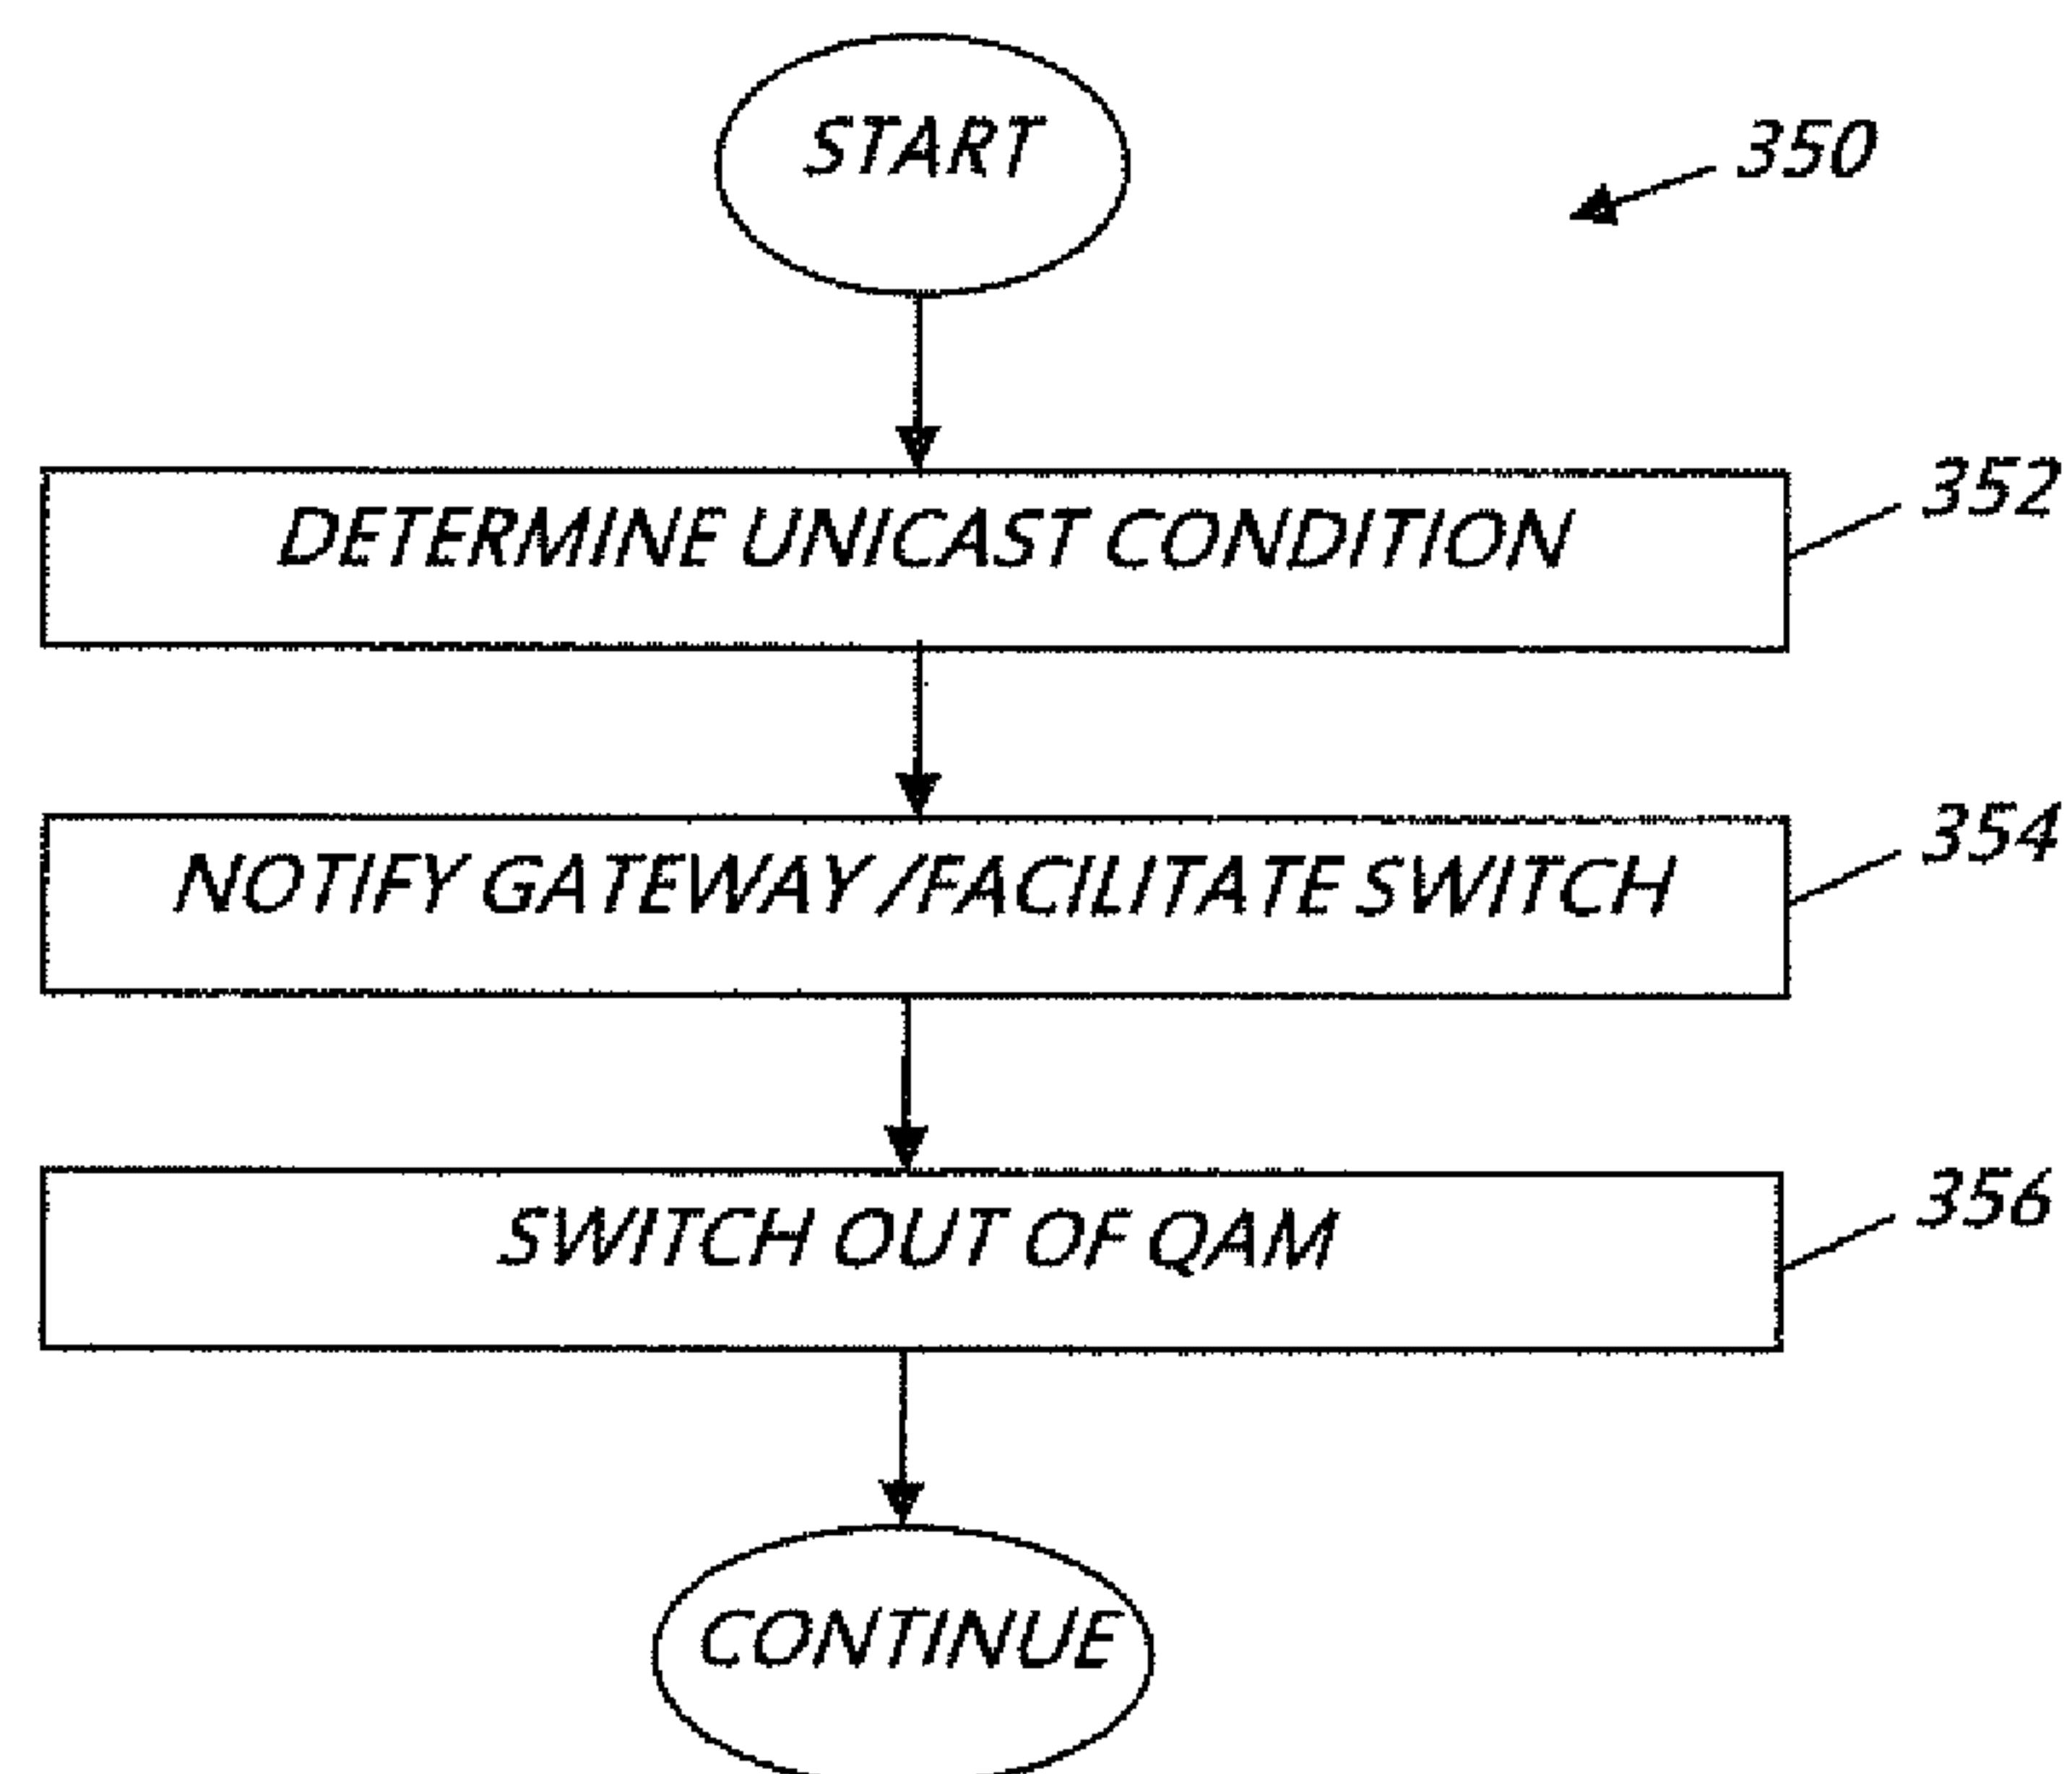 START
350
DETERMINE UNICAST CONDITION
352
NOTIFY GATEWAY /FACILITATE SWITCH
354
SWITCH OUT OF QAM
356
CONTINUE